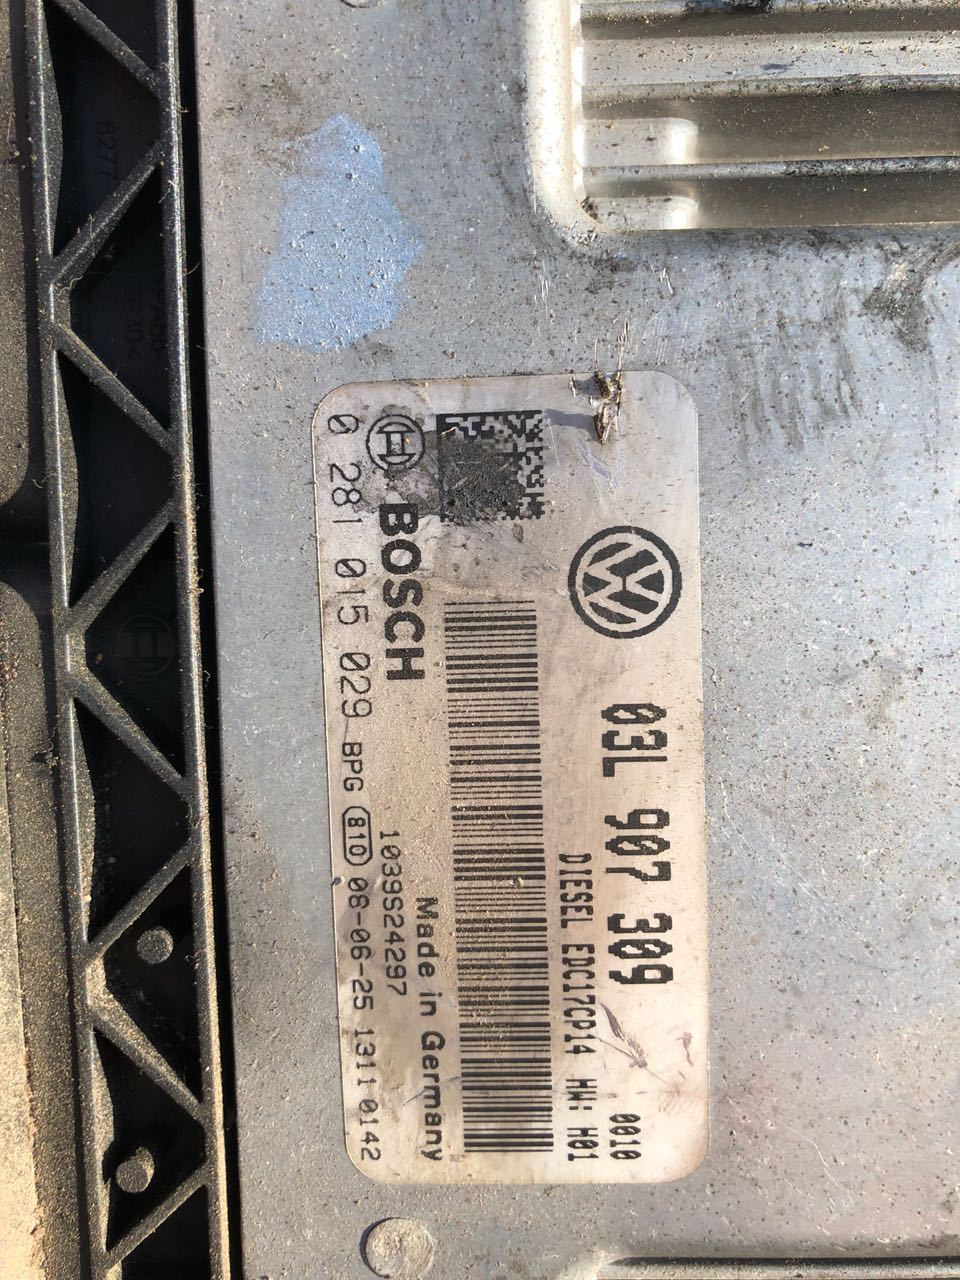 03L 907 309
0010
DIESEL EDC17CP14 HW: H01
Made in Germany
BOSCH
1039S24297
0 281 015 029 BPG 810 08-06-25 1311 0142
8277